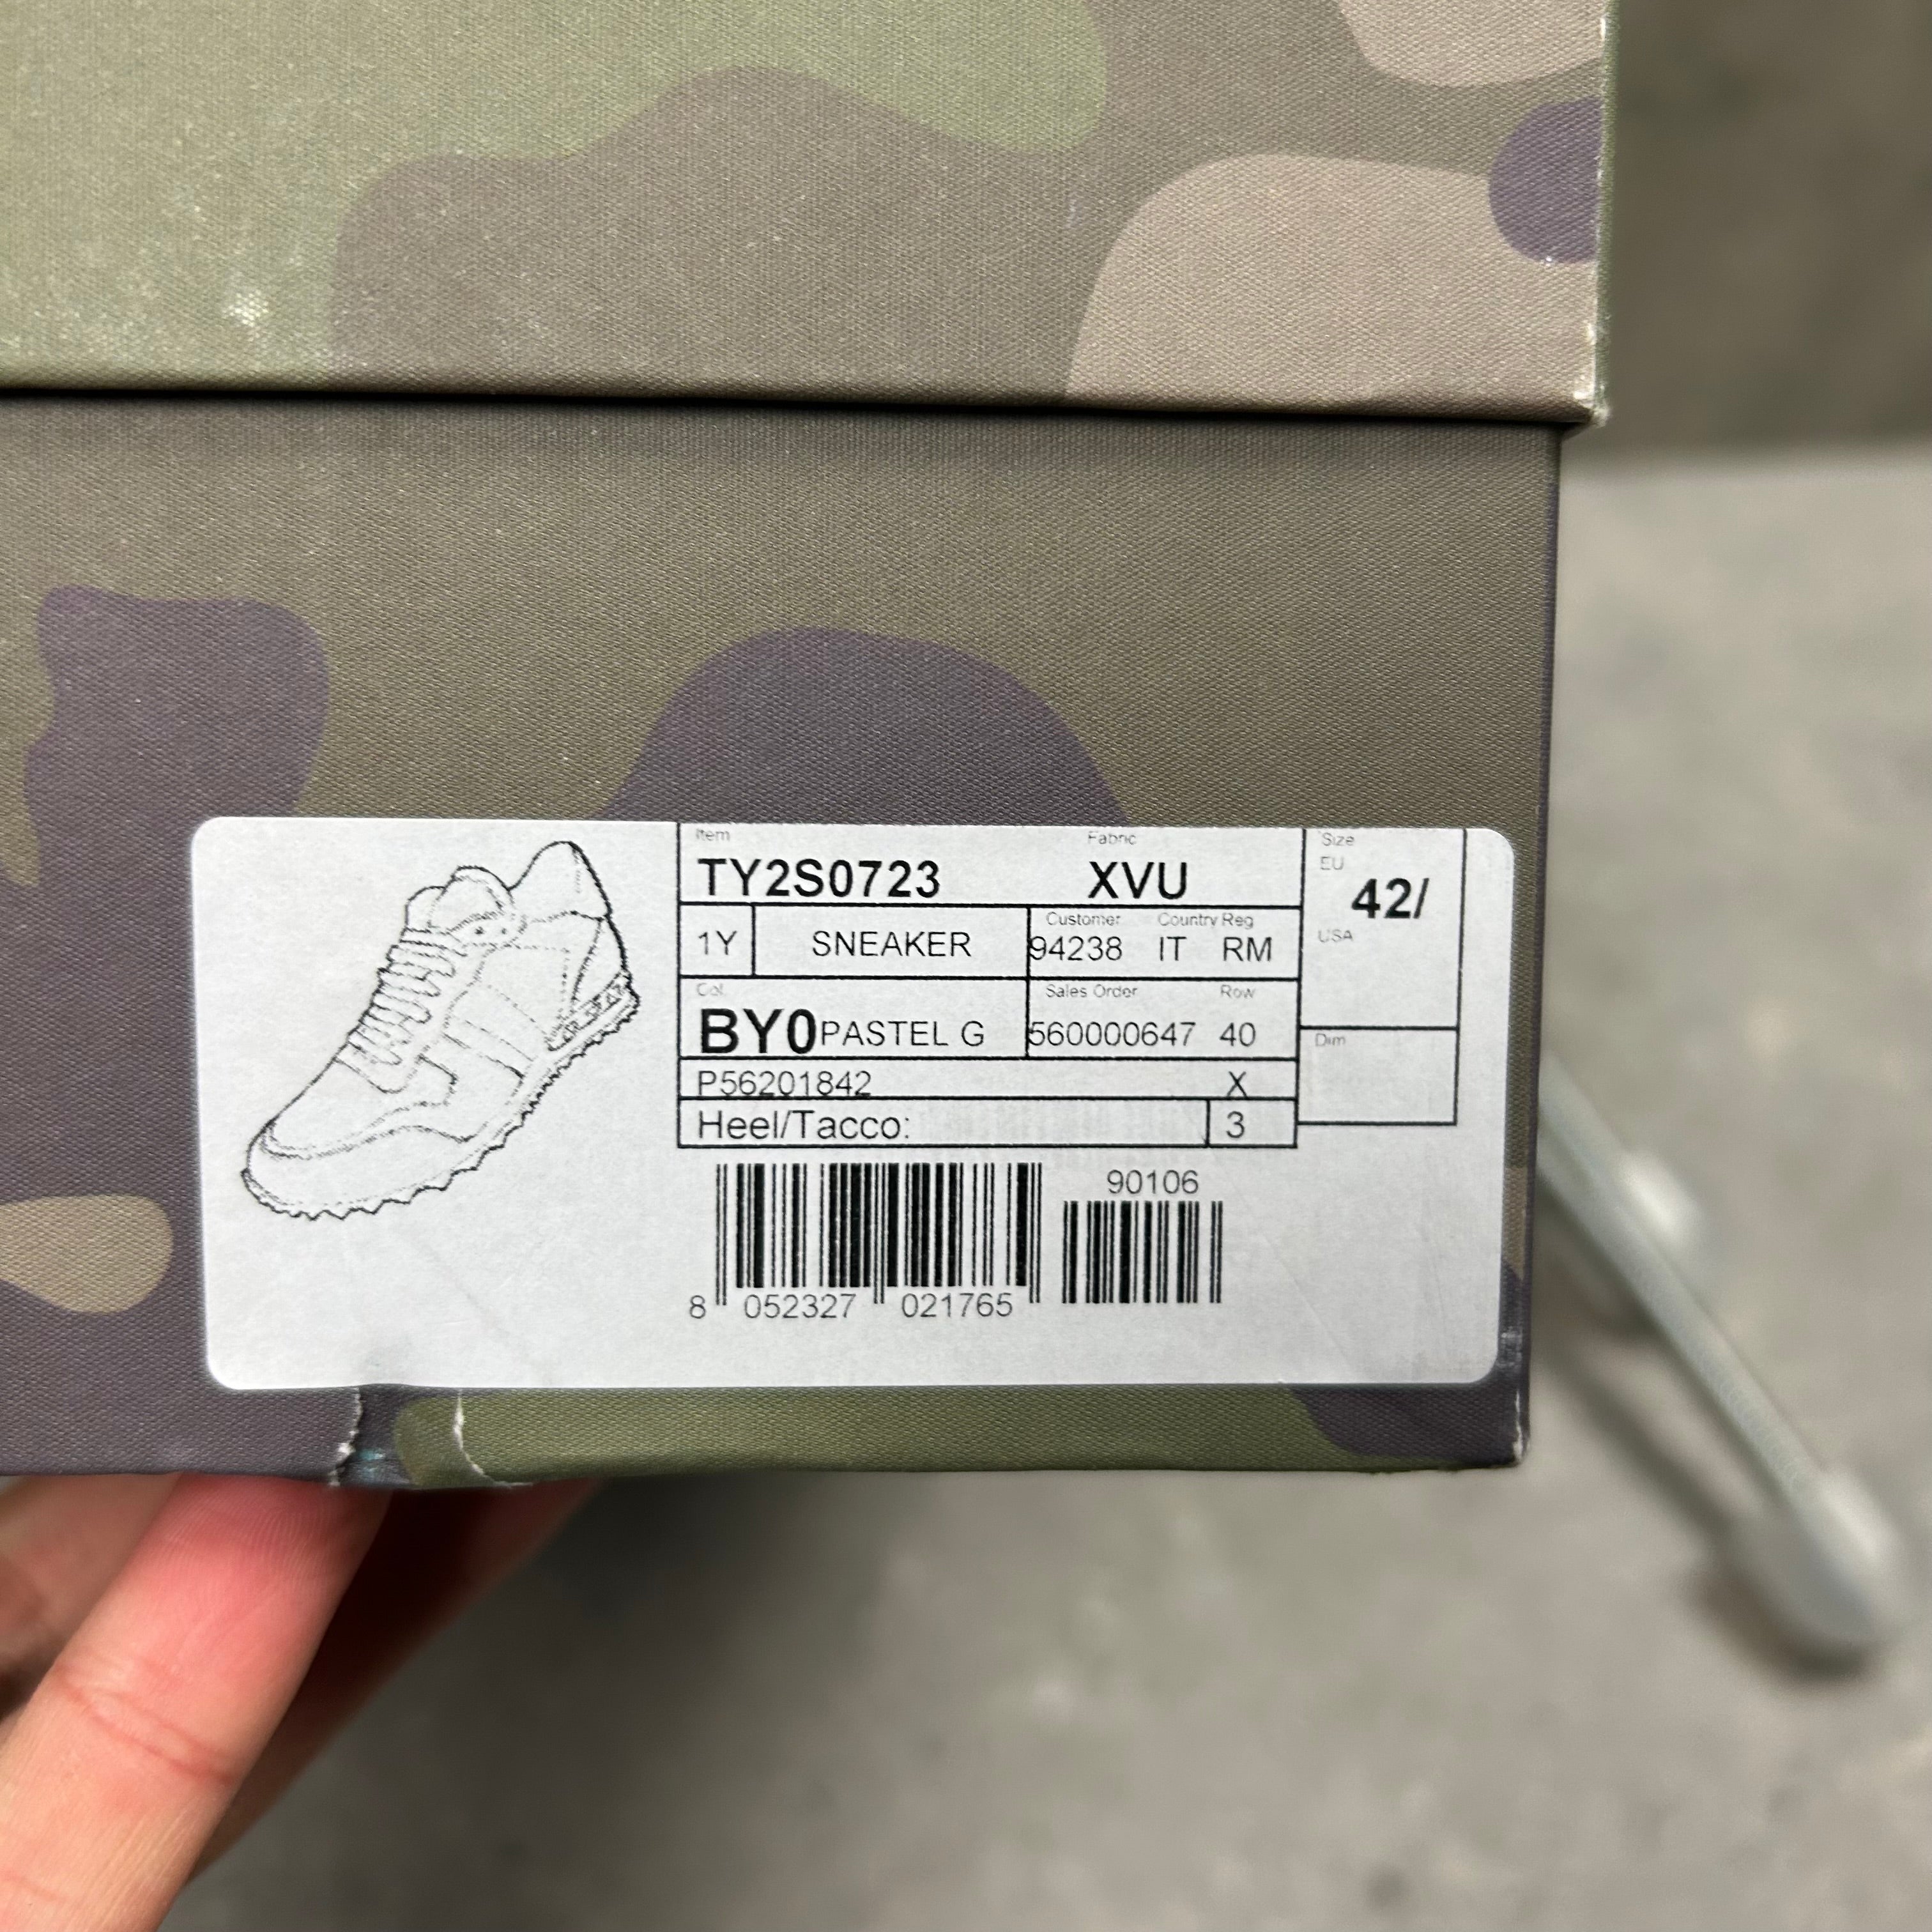 Item Fabric Size
TY2S0723 XVU EU 42/
Customer Country Reg USA
1Y SNEAKER 94238 IT RM
Col. Sales Order Row
BY0 PASTEL G 560000647 40 Dim
P56201842 X
Heel/Tacco: 3
90106
8 052327 021765